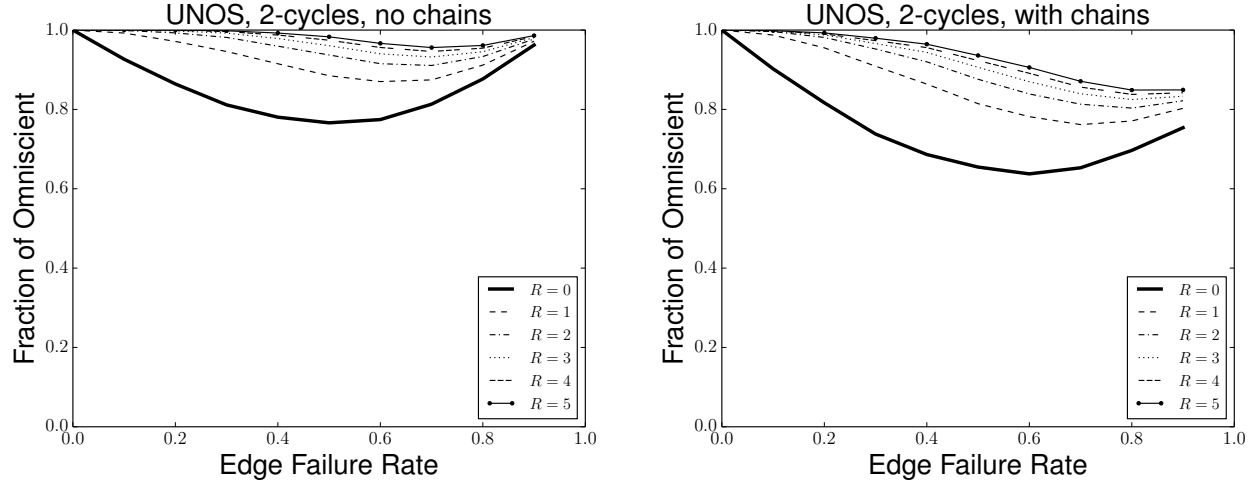 UNOS, 2-cycles, no chains
Fraction of Omniscient
1.0
0.8
0.6
0.4
0.2
0.0
0.0 0.2 0.4 0.6 0.8 1.0
Edge Failure Rate
R = 0
R = 1
R = 2
R = 3
R = 4
R = 5
UNOS, 2-cycles, with chains
Fraction of Omniscient
1.0
0.8
0.6
0.4
0.2
0.0
0.0 0.2 0.4 0.6 0.8 1.0
Edge Failure Rate
R = 0
R = 1
R = 2
R = 3
R = 4
R = 5